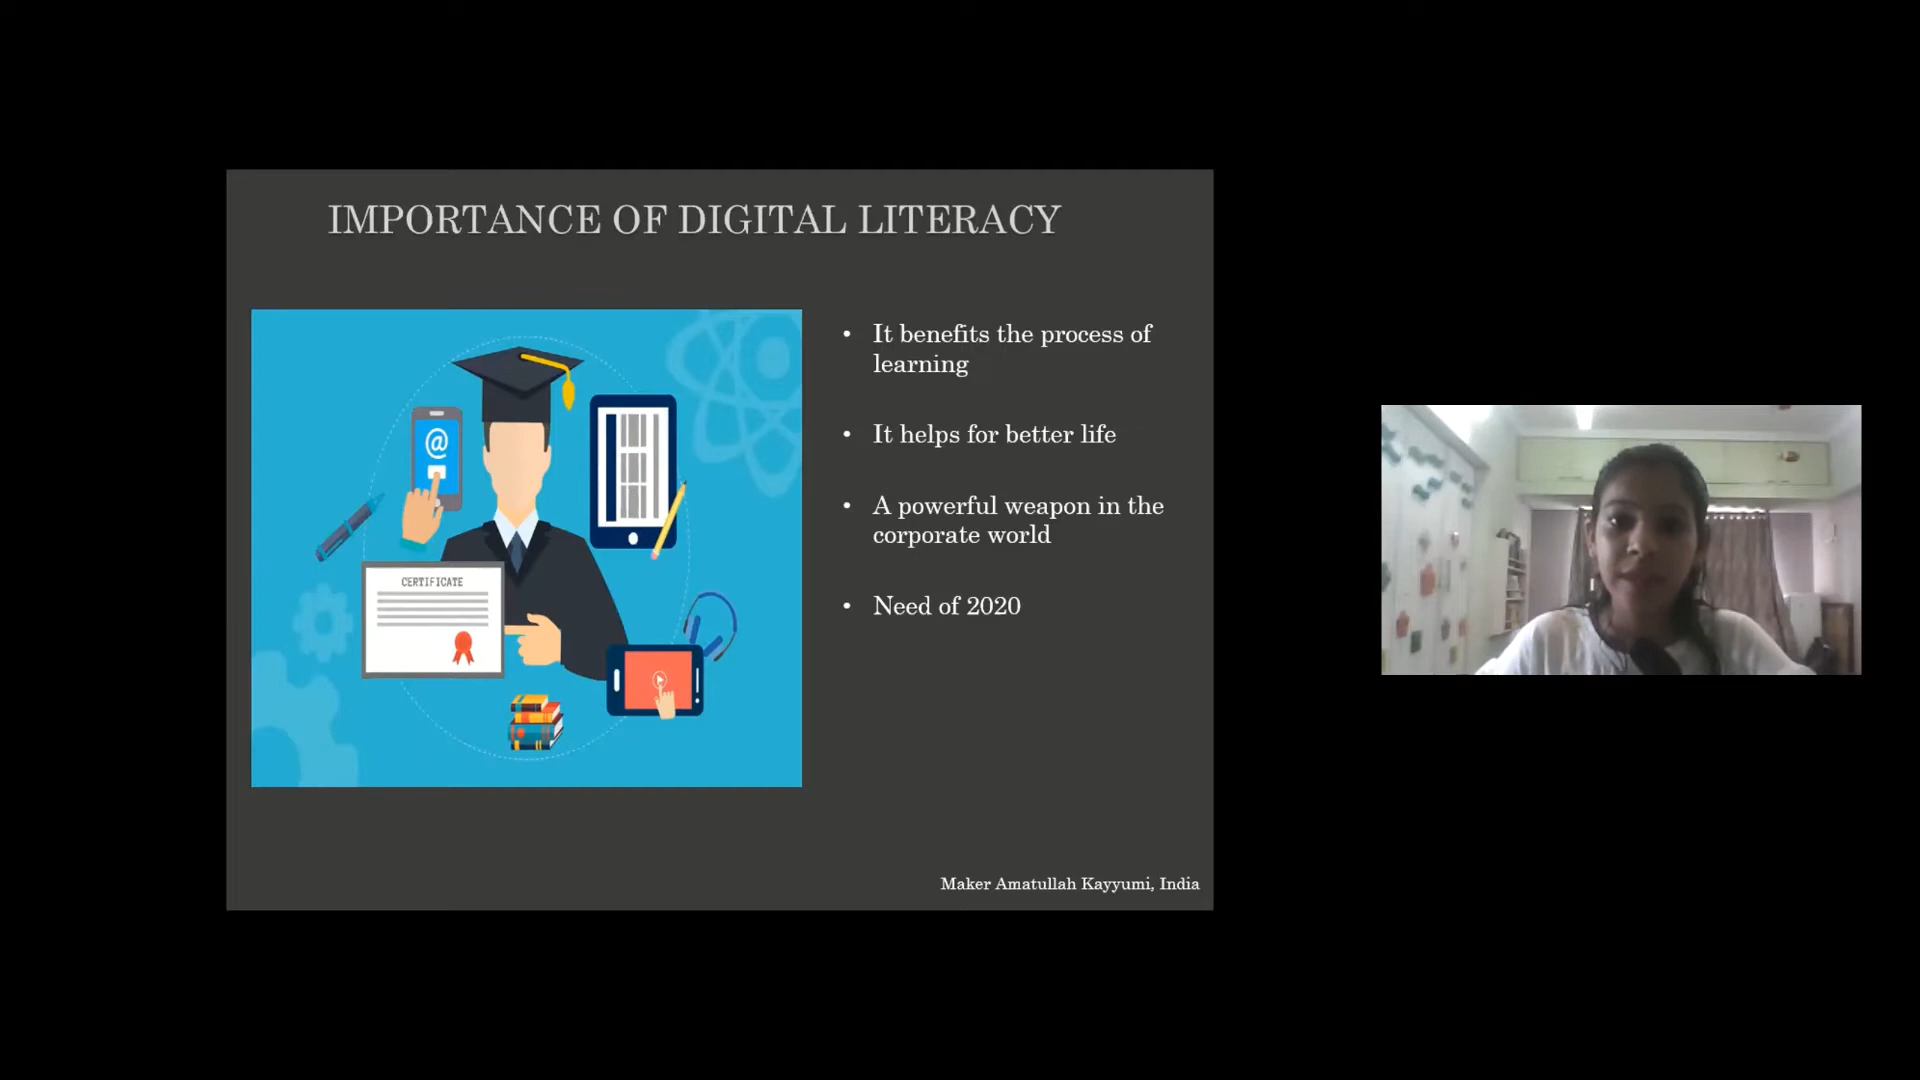 IMPORTANCE OF DIGITAL LITERACY
@
CERTIFICATE
• It benefits the process of
learning
• It helps for better life
• A powerful weapon in the
corporate world
• Need of 2020
Maker Amatullah Kayyumi, India